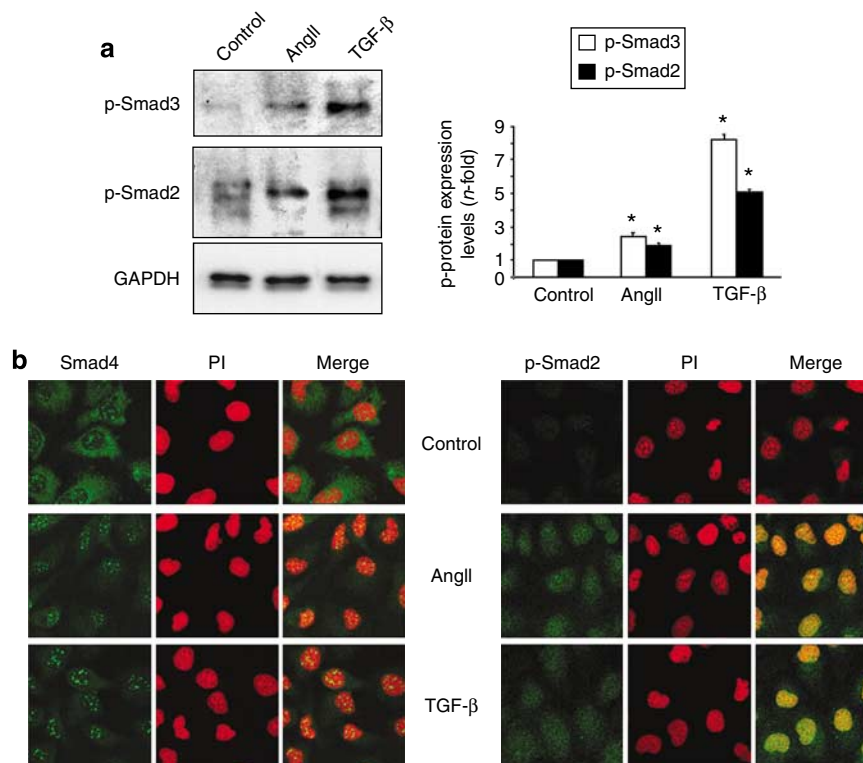 a
Control
AngII
TGF-β
p-Smad3
p-Smad2
GAPDH
p-Smad3
p-Smad2
p-protein expression
levels (n-fold)
9
7
5
3
1
0
*
*
*
*
Control
AngII
TGF-β
b
Smad4
PI
Merge
p-Smad2
PI
Merge
Control
AngII
TGF-β